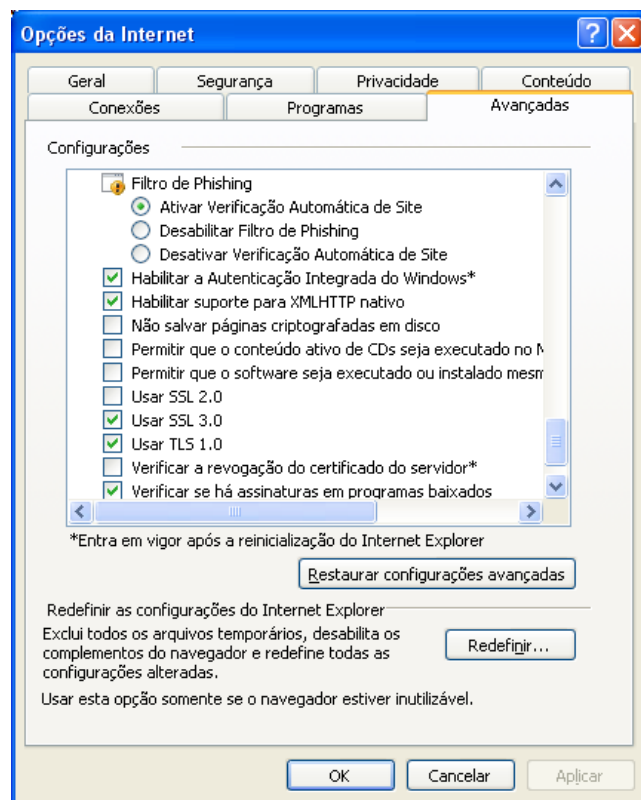 Opções da Internet
Geral Segurança Privacidade Conteúdo
Conexões Programas Avançadas
Configurações
Filtro de Phishing
Ativar Verificação Automática de Site
Desabilitar Filtro de Phishing
Desativar Verificação Automática de Site
Habilitar a Autenticação Integrada do Windows*
Habilitar suporte para XMLHTTP nativo
Não salvar páginas criptografadas em disco
Permitir que o conteúdo ativo de CDs seja executado no
Permitir que o software seja executado ou instalado
Usar SSL 2.0
Usar SSL 3.0
Usar TLS 1.0
Verificar a revogação do certificado do servidor*
Verificar se há assinaturas em programas baixados
*Entra em vigor após a reinicialização do Internet Explorer
Restaurar configurações avançadas
Redefinir as configurações do Internet Explorer
Exclui todos os arquivos temporários, desabilita os
complementos do navegador e redefine todas as
configurações alteradas.
Redefinir...
Usar esta opção somente se o navegador estiver inutilizável.
OK Cancelar Aplicar